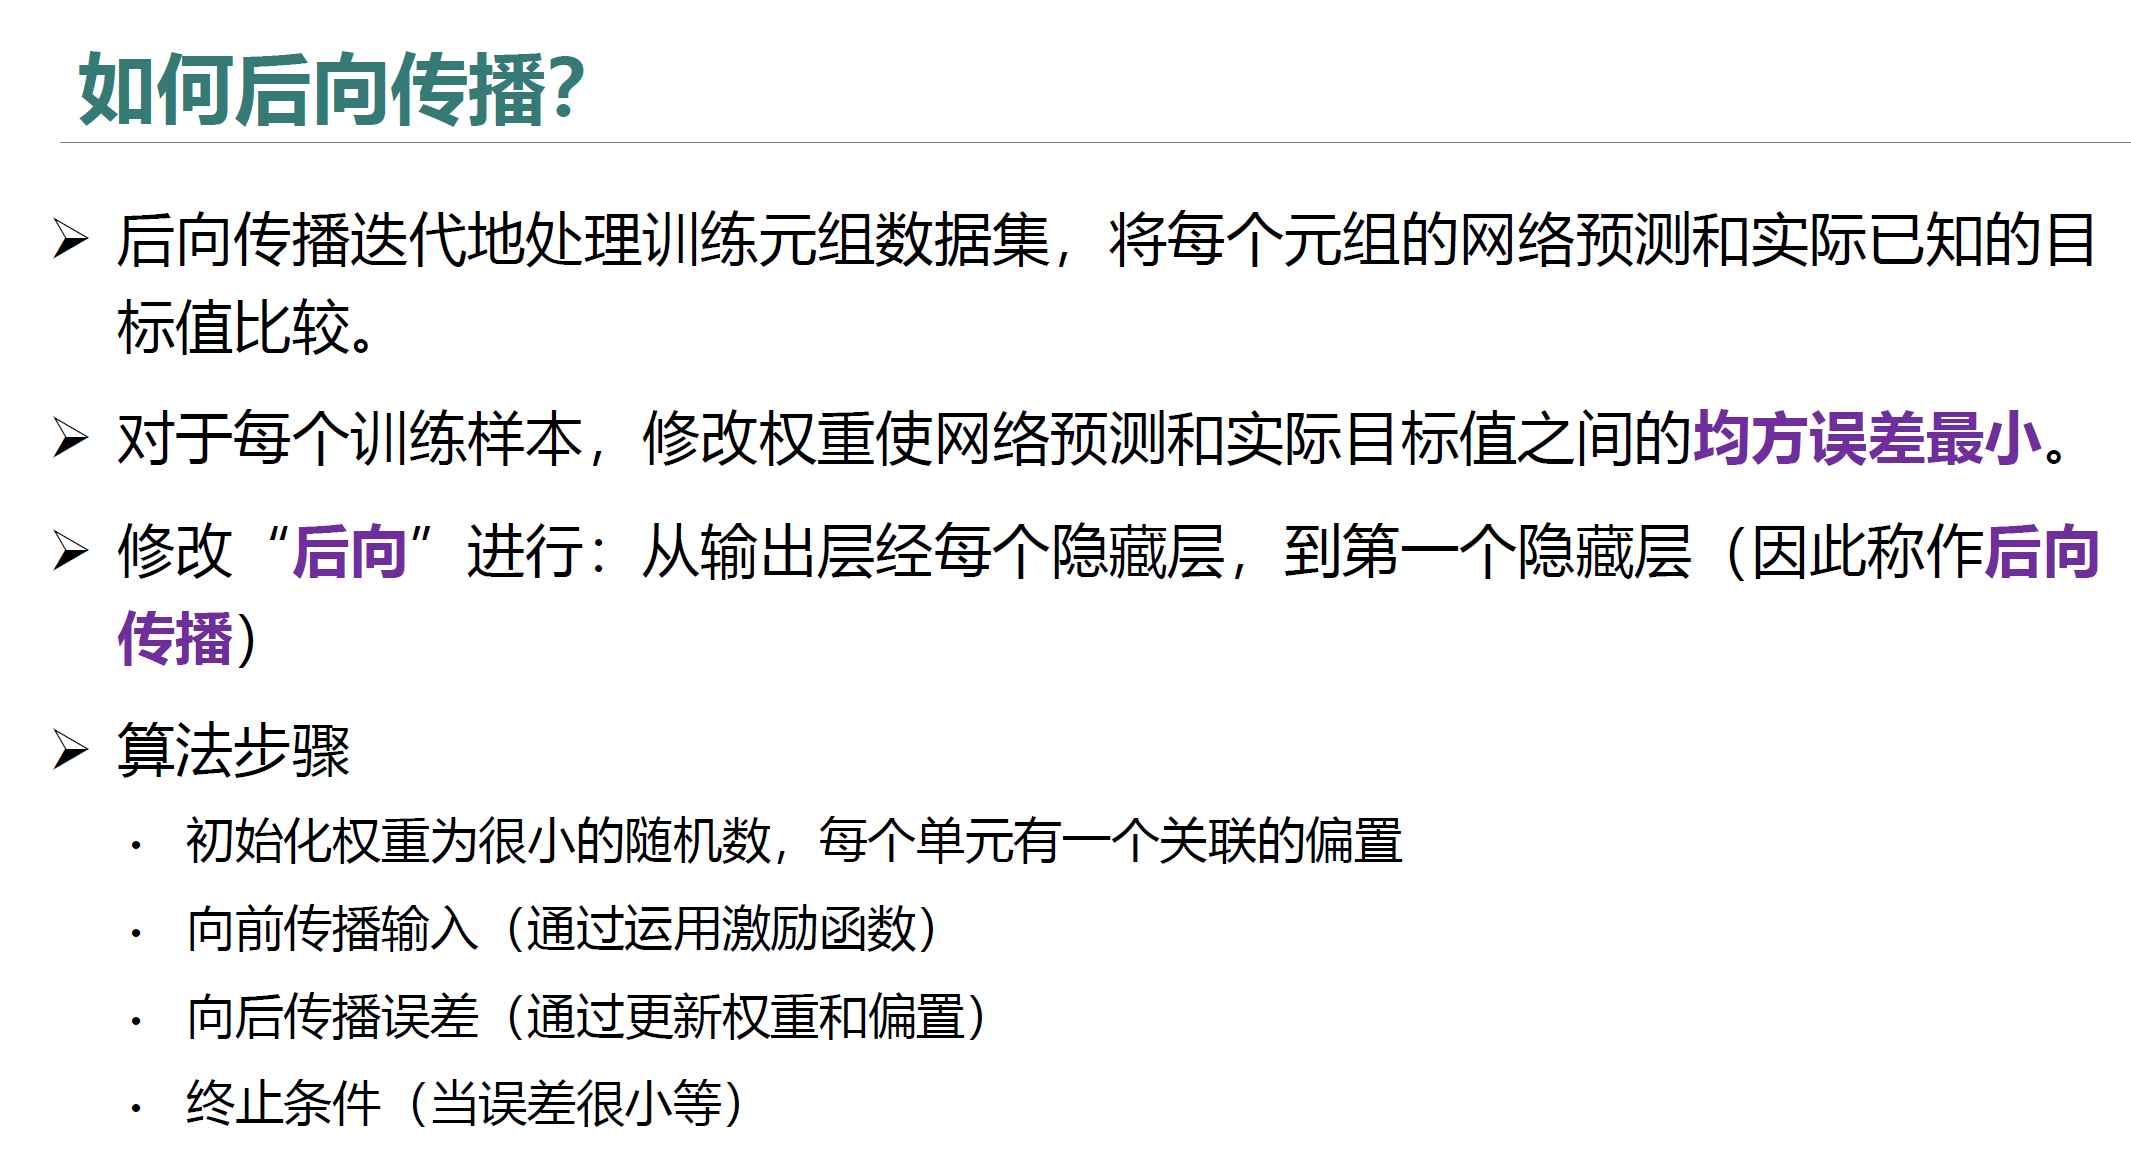 如何后向传播？
➢ 后向传播迭代地处理训练元组数据集，将每个元组的网络预测和实际已知的目
标值比较。
➢ 对于每个训练样本，修改权重使网络预测和实际目标值之间的均方误差最小。
➢ 修改“后向”进行：从输出层经每个隐藏层，到第一个隐藏层（因此称作后向
传播）
➢ 算法步骤
• 初始化权重为很小的随机数，每个单元有一个关联的偏置
• 向前传播输入（通过运用激励函数）
• 向后传播误差（通过更新权重和偏置）
• 终止条件（当误差很小等）